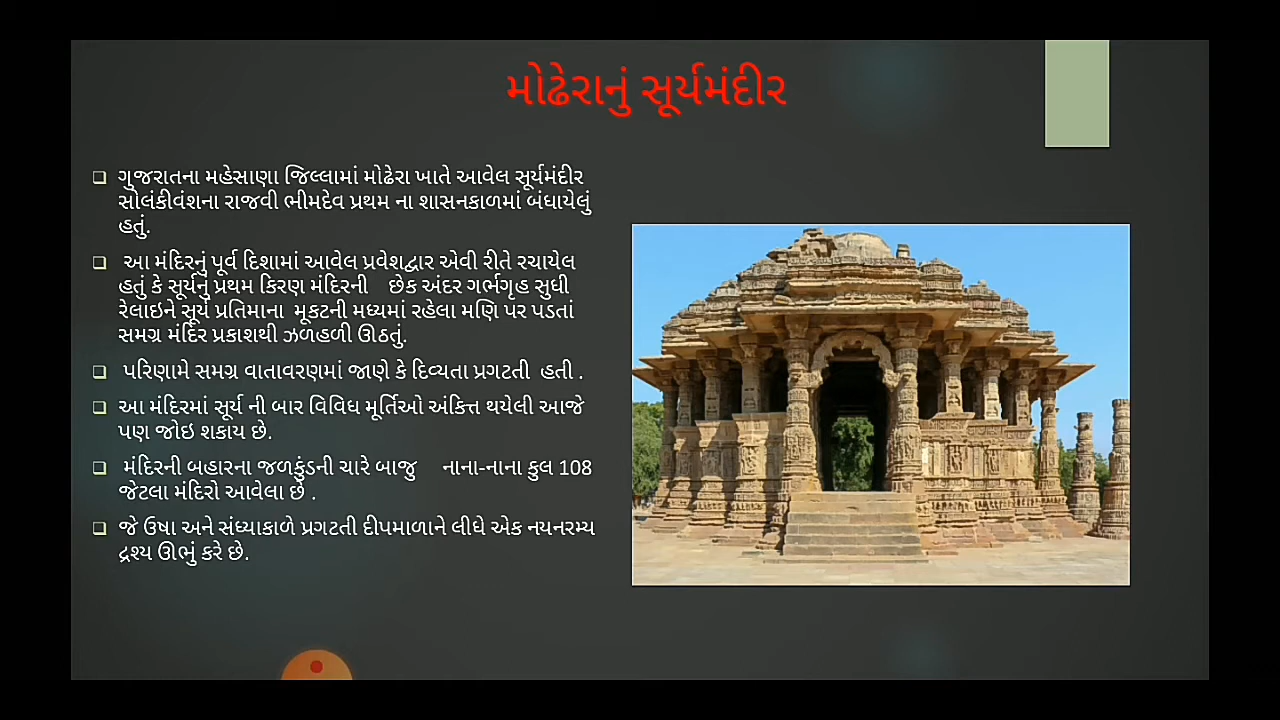 મોઢેરાનું સૂર્યમંદીર
ગુજરાતના મહેસાણા જિલ્લામાં મોઢેરા ખાતે આવેલ સૂર્યમંદીર
સોલંકીવંશના રાજવી ભીમદેવ પ્રથમ ના શાસનકાળમાં બંધાયેલું
હતું.
આ મંદિરનું પૂર્વ દિશામાં આવેલ પ્રવેશદ્વાર એવી રીતે રચાયેલ
હતું કે સૂર્યનું પ્રથમ કિરણ મંદિરની છેક અંદર ગર્ભગૃહ સુધી
રેલાઇને સૂર્ય પ્રતિમાના મૂકટની મધ્યમાં રહેલા મણિ પર પડતાં
સમગ્ર મંદિર પ્રકાશથી ઝળહળી ઊઠતું.
પરિણામે સમગ્ર વાતાવરણમાં જાણે કે દિવ્યતા પ્રગટતી હતી .
આ મંદિરમાં સૂર્ય ની બાર વિવિધ મૂર્તિઓ અંકિત્ત થયેલી આજે
પણ જોઇ શકાય છે.
મંદિરની બહારના જળકુંડની ચારે બાજુ નાના-નાના કુલ 108
જેટલા મંદિરો આવેલા છે .
જે ઉષા અને સંધ્યાકાળે પ્રગટતી દીપમાળાને લીધે એક નયનરમ્ય
દ્રશ્ય ઊભું કરે છે.